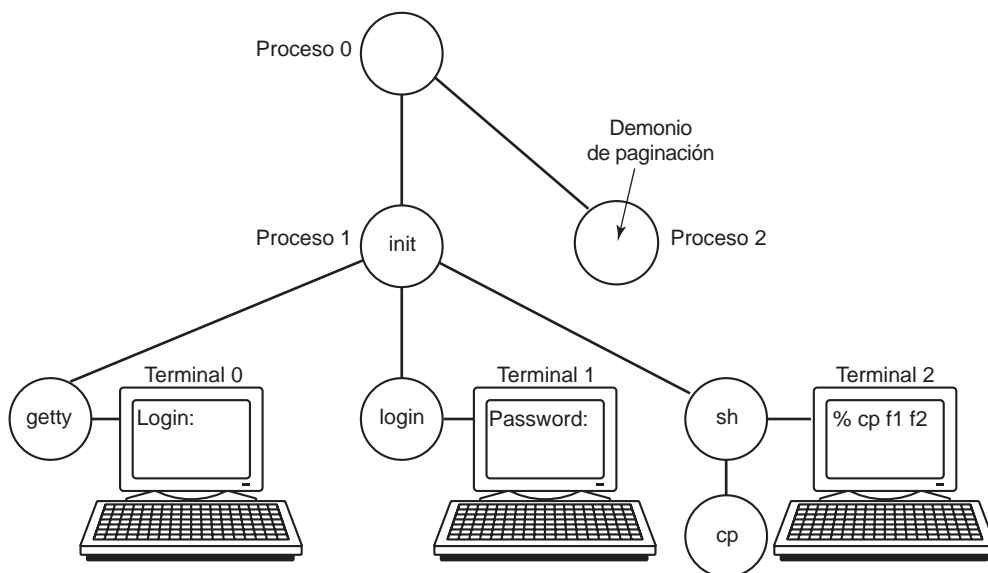 Proceso 0
Demonio
de paginación
Proceso 1
init
Proceso 2
Terminal 0
Terminal 1
Terminal 2
getty
Login:
login
Password:
sh
% cp f1 f2
cp